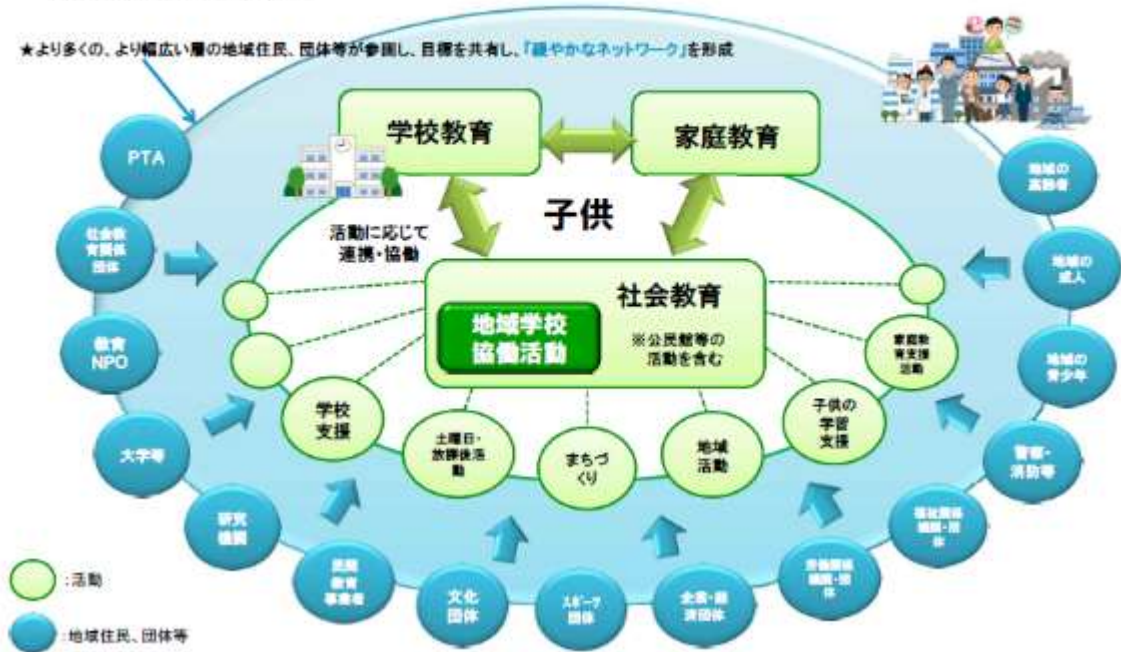 ★より多くの、より幅広い層の地域住民、団体等が参画し、目標を共有し、「緩やかなネットワーク」を形成
学校教育
家庭教育
PTA
地域の
高齢者
子供
社会教
育関係
団体
活動に応じて
連携・協働
地域の
成人
社会教育
地域学校
協働活動
※公民館等の
活動を含む
教育
NPO
家庭教
育支援
活動
地域の
青少年
学校
支援
土曜日・
放課後活
動
まちづ
くり
地域
活動
子供の
学習
支援
大学等
警察・
消防等
研究
機関
福祉関係
機関・団
体
民間
教育
事業者
文化
団体
スポーツ
団体
企業・経
済団体
労働関係
機関・団
体
:活動
:地域住民、団体等